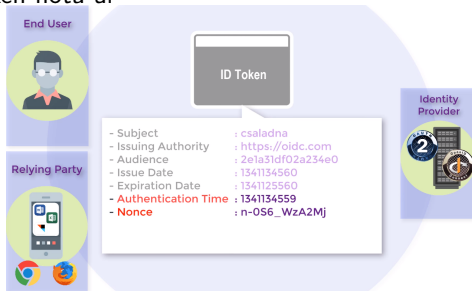 End User
ID Token
Identity
Provider
- Subject : csaladna
- Issuing Authority : https://oidc.com
- Audience : 2e1a31df02a234e0
- Issue Date : 1341134560
- Expiration Date : 1341125560
- Authentication Time : 1341134559
- Nonce : n-0S6_WzA2Mj
Relying Party